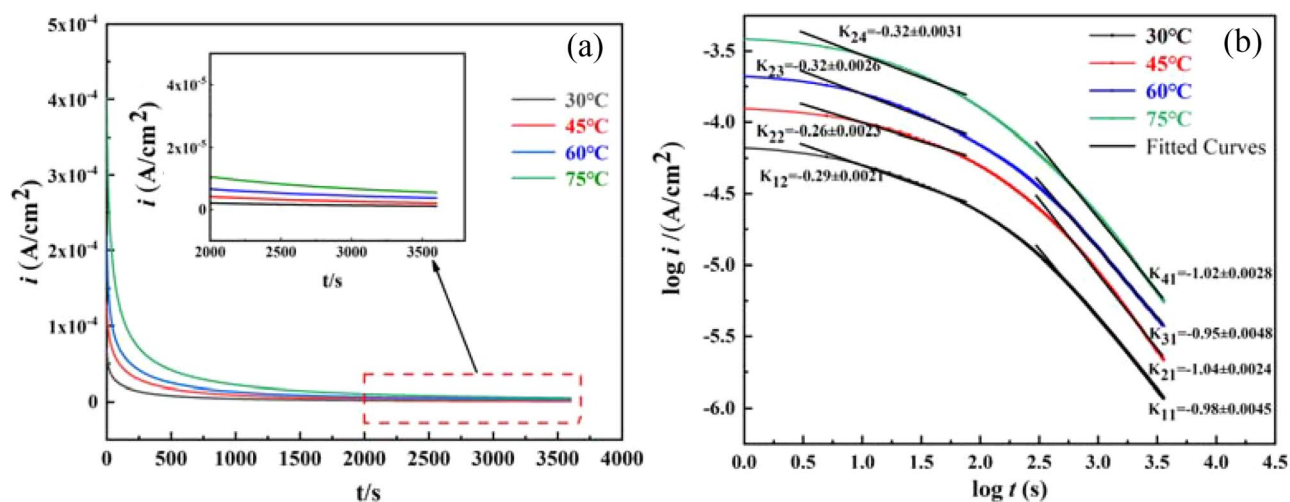 (a)
5x10⁻⁴
4x10⁻⁴
3x10⁻⁴
2x10⁻⁴
1x10⁻⁴
0
i (A/cm²)
0 500 1000 1500 2000 2500 3000 3500 4000
t/s
4x10⁻⁵
2x10⁻⁵
0
i (A/cm²)
2000 2500 3000 3500
t/s
30°C
45°C
60°C
75°C
(b)
-3.5
-4.0
-4.5
-5.0
-5.5
-6.0
log i /(A/cm²)
0.0 0.5 1.0 1.5 2.0 2.5 3.0 3.5 4.0 4.5
log t (s)
K₂₄=-0.32±0.0031
K₂₃=-0.32±0.0026
K₂₂=-0.26±0.0023
K₁₂=-0.29±0.0021
30°C
45°C
60°C
75°C
Fitted Curves
K₄₁=-1.02±0.0028
K₃₁=-0.95±0.0048
K₂₁=-1.04±0.0024
K₁₁=-0.98±0.0045